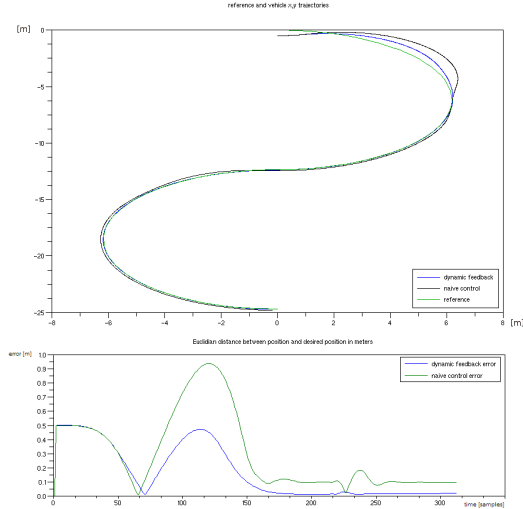 reference and vehicle x,y trajectories
[m]
0
-5
-10
-15
-20
-25
-8 -6 -4 -2 0 2 4 6 8
[m]
dynamic feedback
naive control
reference
Euclidian distance between position and desired position in meters
error [m]
1.0
0.9
0.8
0.7
0.6
0.5
0.4
0.3
0.2
0.1
0.0
0 50 100 150 200 250 300
time [samples]
dynamic feedback error
naive control error